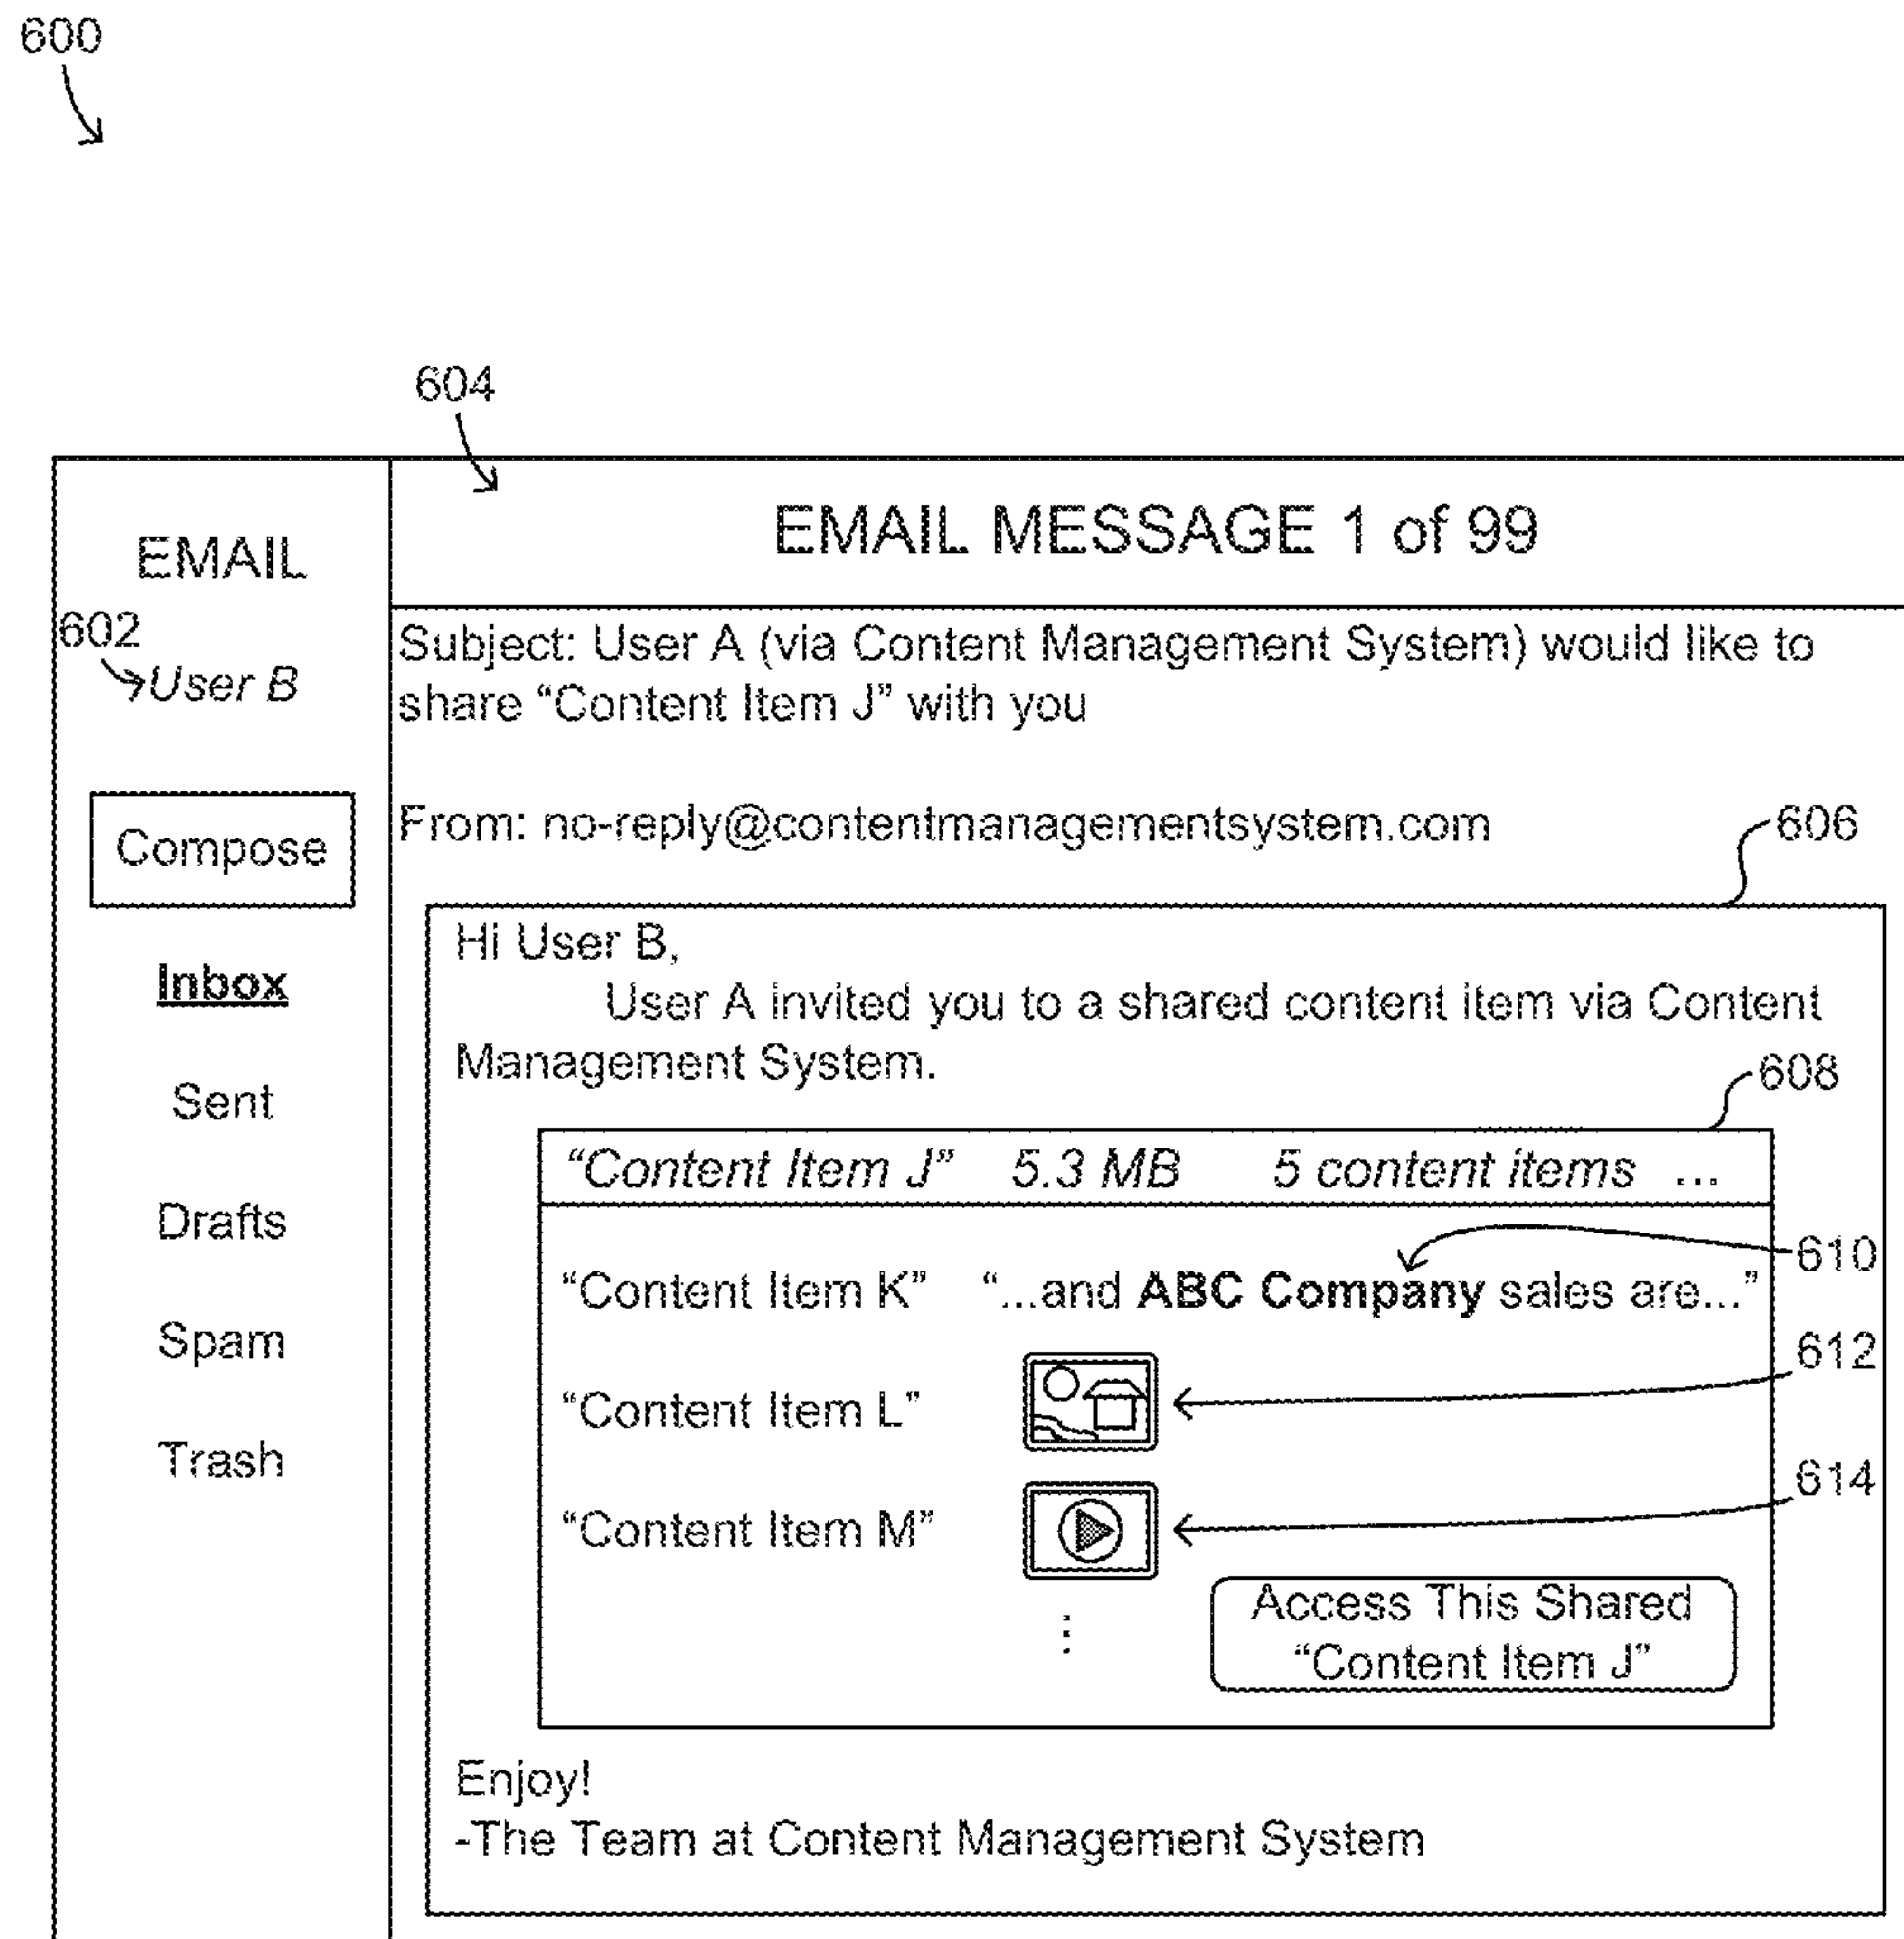 600
604
EMAIL
602
User B
Compose
Inbox
Sent
Drafts
Spam
Trash
EMAIL MESSAGE 1 of 99
Subject: User A (via Content Management System) would like to
share “Content Item J” with you
From: no-reply@contentmanagementsystem.com
606
Hi User B,
User A invited you to a shared content item via Content
Management System.
608
“Content Item J” 5.3 MB 5 content items ...
610
“Content Item K” “...and ABC Company sales are...”
612
“Content Item L”
614
“Content Item M”
⋮
Access This Shared
“Content Item J”
Enjoy!
-The Team at Content Management System